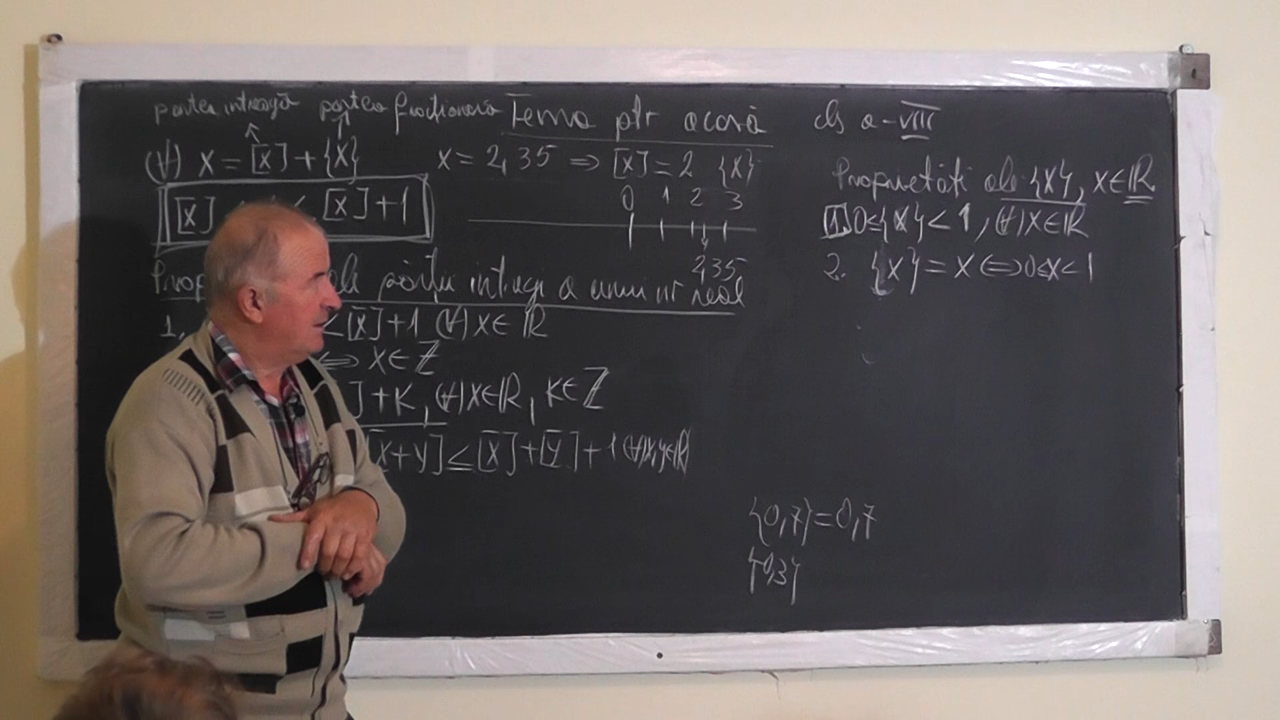 partea întreagă partea fracționară Tema ptr acasă cls a-VIII
(∀) x = [x] + {x} x = 2,35 ⇒ [x] = 2 {x}
[x] ≤ [x]+1
0 1 2 3
2,35
părții întregi a unui nr real
1, <[x]+1 (∀) x∈ℝ
⇔ x∈ℤ
]+K, (∀) x∈ℝ, k∈ℤ
[x+y] ≤ [x]+[y]+1 (∀) x,y∈ℝ
Proprietăți ale {x}, x∈ℝ
1. 0≤{x}<1, (∀) x∈ℝ
2. {x} = x ⇔ 0≤x<1
{0,7}=0,7
{0,3}